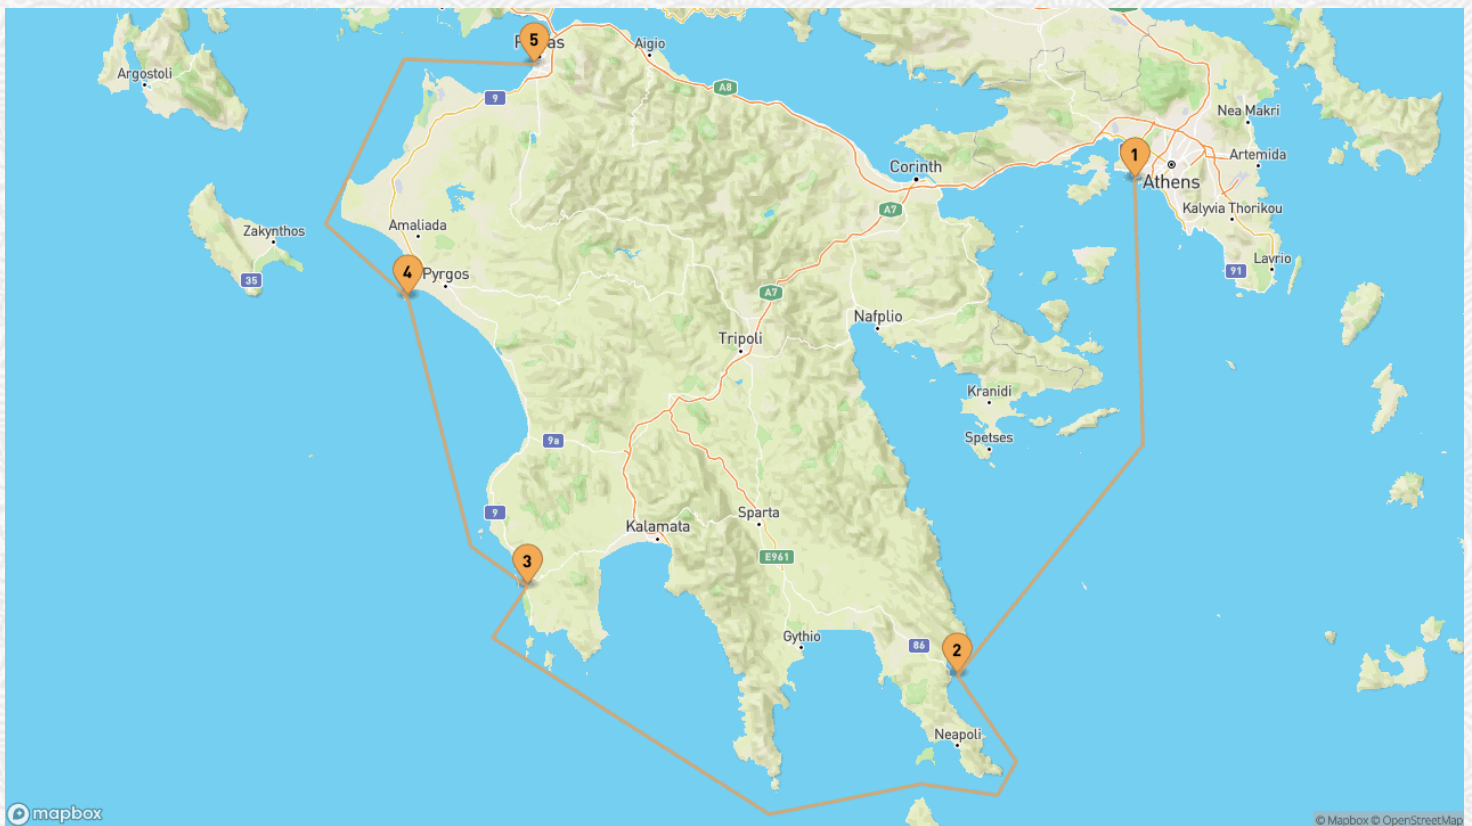 5
P as
Aigio
Argostoli
A8
9
Nea Makri
1
Artemida
Corinth
Athens
A7
Kalyvia Thorikou
Amaliada
Zakynthos
Lavrio
35
4
Pyrgos
91
A7
Nafplio
Tripoli
Kranidi
9a
Spetses
9
Sparta
Kalamata
3
E961
Gythio
86
2
Neapoli
mapbox
© Mapbox © OpenStreetMap